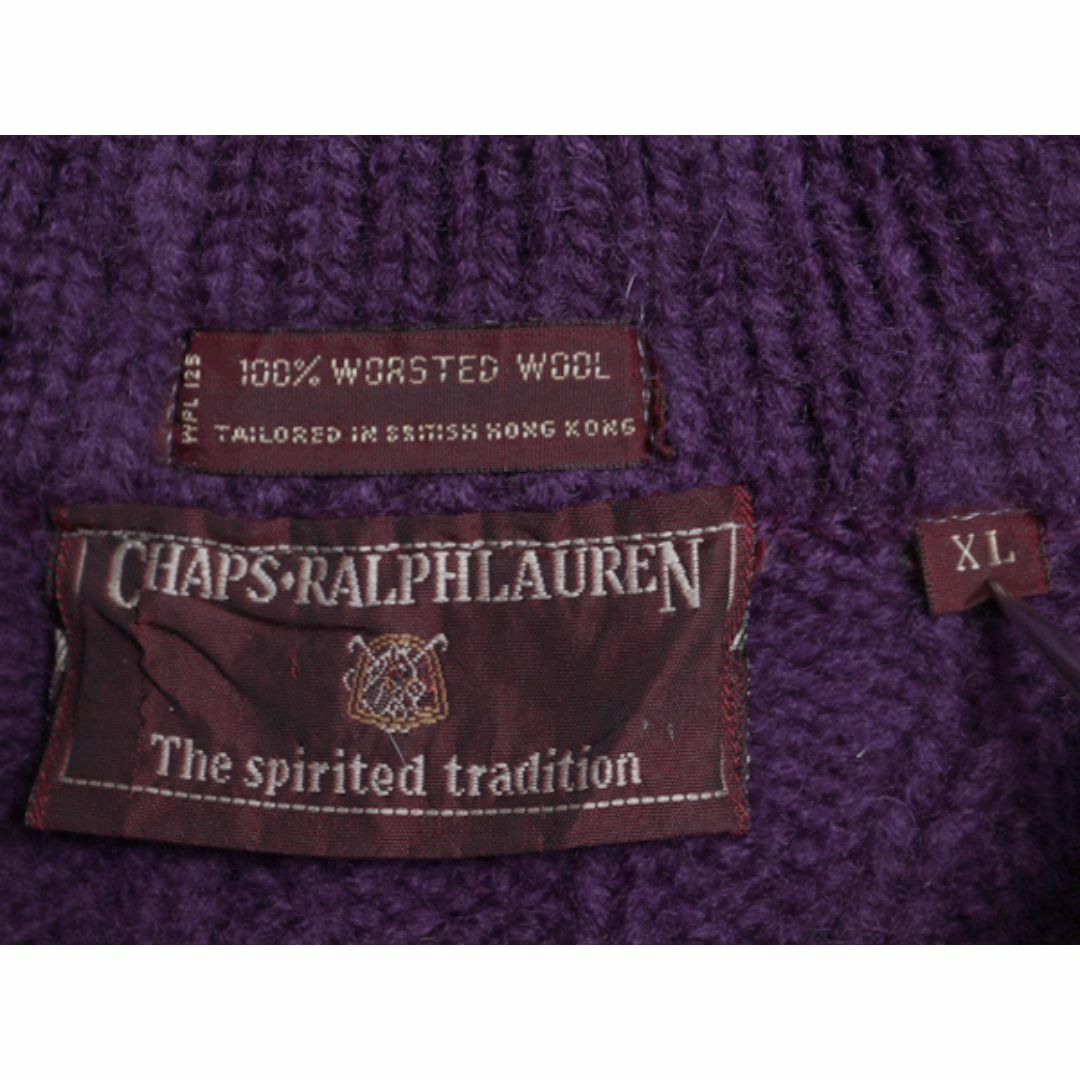 100% WORSTED WOOL
WPL 125
TAILORED IN BRITISH HONG KONG
CHAPS·RALPHLAUREN
The spirited tradition
XL